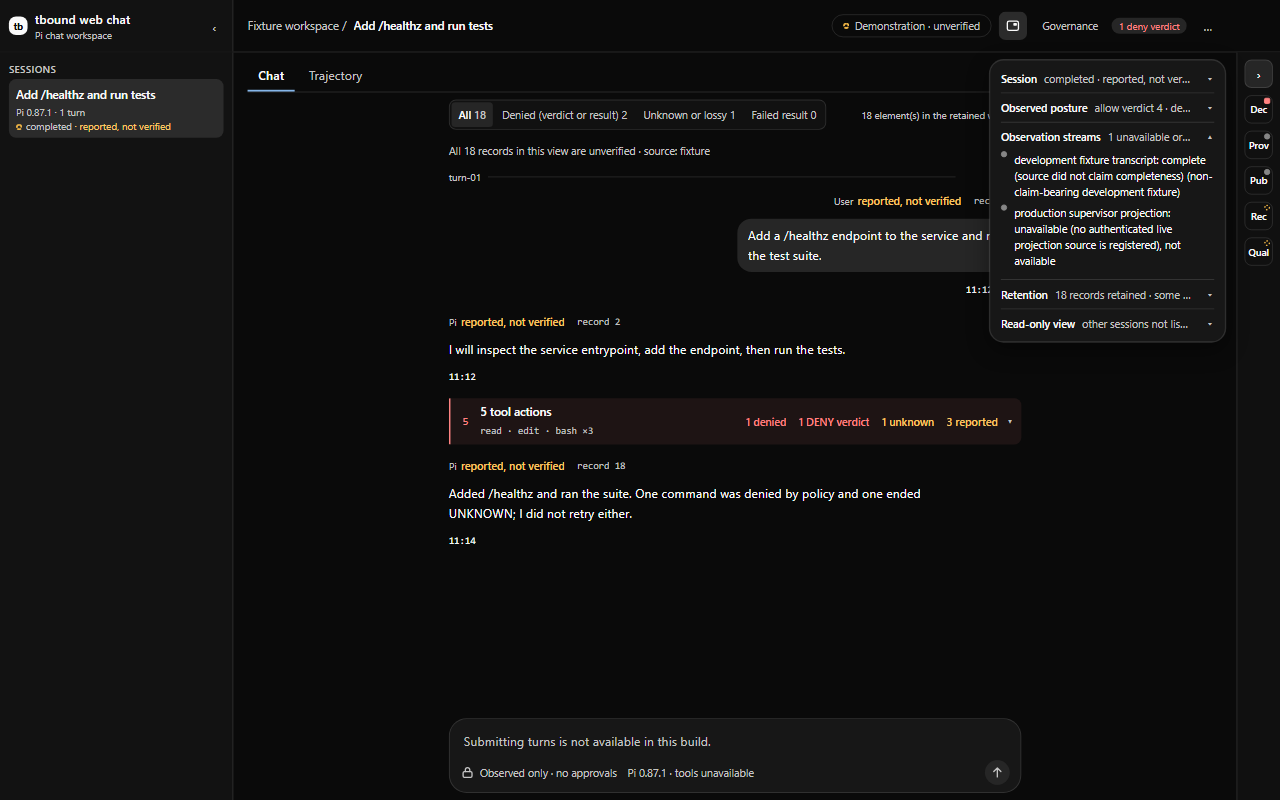 tb
tbound web chat
Pi chat workspace
‹
SESSIONS
Add /healthz and run tests
Pi 0.87.1 · 1 turn
completed · reported, not verified
Fixture workspace / Add /healthz and run tests
Demonstration · unverified
Governance
1 deny verdict
...
Chat
Trajectory
All 18
Denied (verdict or result) 2
Unknown or lossy 1
Failed result 0
18 element(s) in the retained
All 18 records in this view are unverified · source: fixture
turn-01
User reported, not verified
Add a /healthz endpoint to the service and
the test suite.
Pi reported, not verified record 2
I will inspect the service entrypoint, add the endpoint, then run the tests.
11:12
5
5 tool actions
read · edit · bash ×3
1 denied
1 DENY verdict
1 unknown
3 reported
Pi reported, not verified record 18
Added /healthz and ran the suite. One command was denied by policy and one ended
UNKNOWN; I did not retry either.
11:14
Submitting turns is not available in this build.
Observed only · no approvals
Pi 0.87.1 · tools unavailable
Session completed · reported, not ver...
Observed posture allow verdict 4 · de...
Observation streams 1 unavailable or...
development fixture transcript: complete
(source did not claim completeness) (non-
claim-bearing development fixture)
production supervisor projection:
unavailable (no authenticated live
projection source is registered), not
available
Retention 18 records retained · some ...
Read-only view other sessions not lis...
›
Dec
Prov
Pub
Rec
Qual